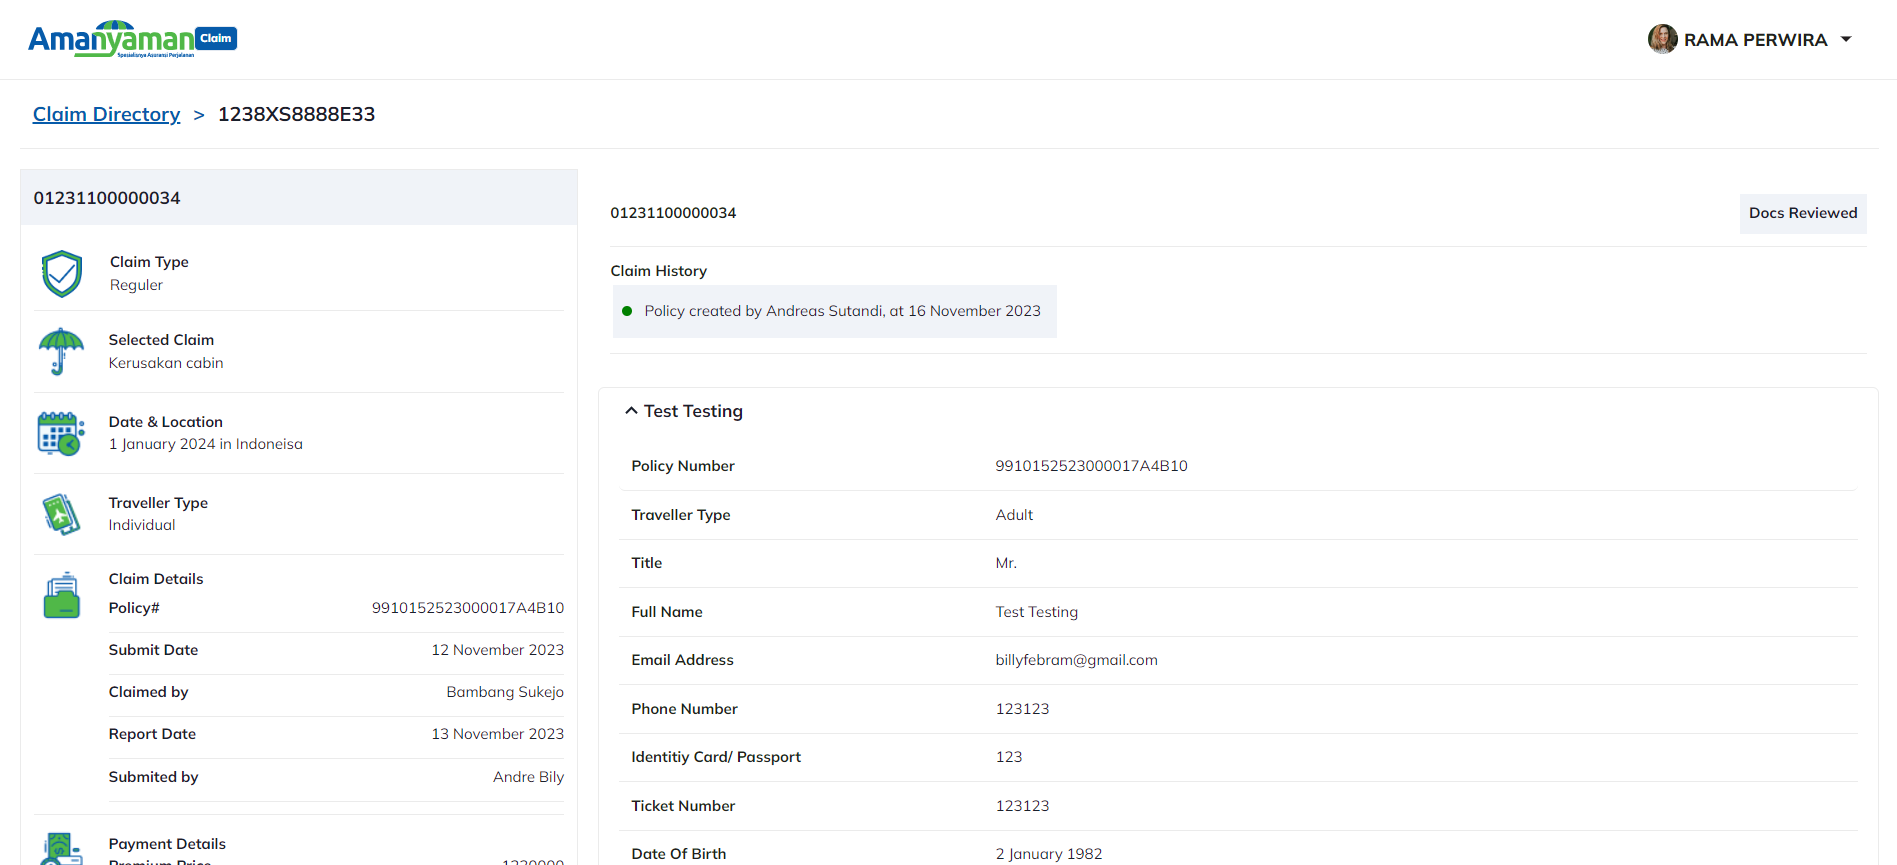 Amanyaman Claim
Spesialisnya Asuransi Perjalanan
RAMA PERWIRA
Claim Directory > 1238XS8888E33
01231100000034
Claim Type
Reguler
Selected Claim
Kerusakan cabin
Date & Location
1 January 2024 in Indoneisa
Traveller Type
Individual
Claim Details
Policy# 9910152523000017A4B10
Submit Date 12 November 2023
Claimed by Bambang Sukejo
Report Date 13 November 2023
Submited by Andre Bily
Payment Details
Premium Price 1230000
01231100000034
Docs Reviewed
Claim History
Policy created by Andreas Sutandi, at 16 November 2023
Test Testing
Policy Number 9910152523000017A4B10
Traveller Type Adult
Title Mr.
Full Name Test Testing
Email Address billyfebram@gmail.com
Phone Number 123123
Identitiy Card/ Passport 123
Ticket Number 123123
Date Of Birth 2 January 1982